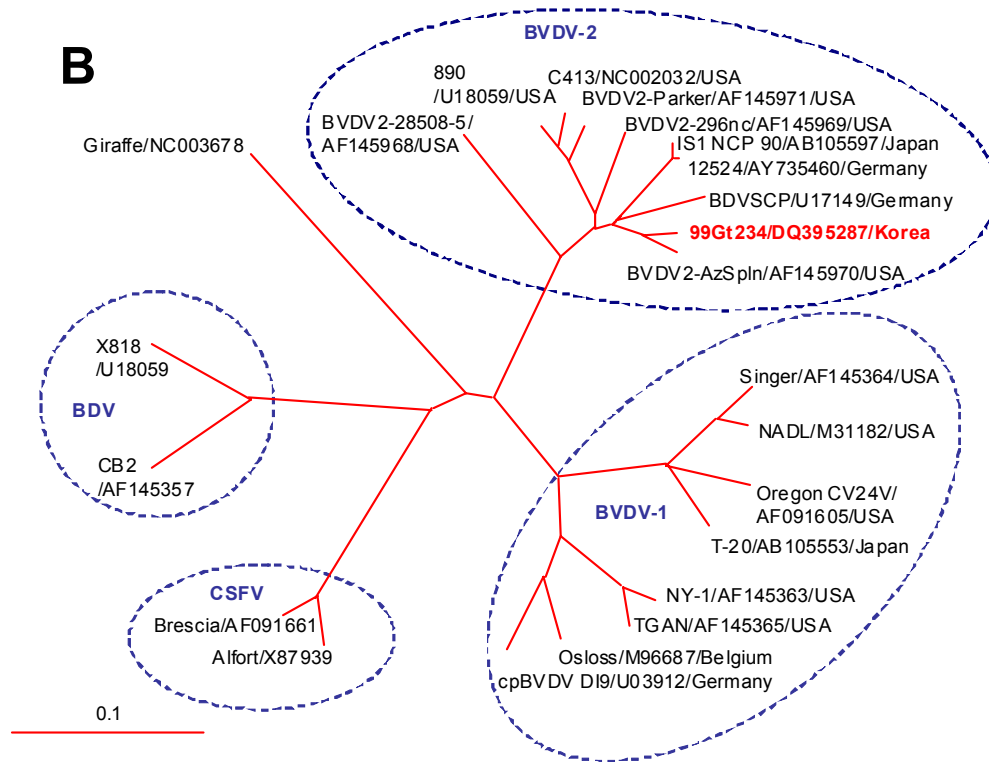 B
BVDV-2
890
/U18059/USA
C413/NC002032/USA
BVDV2-Parker/AF145971/USA
BVDV2-28508-5/
AF145968/USA
BVDV2-296nc/AF145969/USA
IS1 NCP 90/AB105597/Japan
12524/AY735460/Germany
BDVSCP/U17149/Germany
99Gt234/DQ395287/Korea
BVDV2-AzSpln/AF145970/USA
Giraffe/NC003678
X818
/U18059
BDV
CB2
/AF145357
CSFV
Brescia/AF091661
Alfort/X87939
Singer/AF145364/USA
NADL/M31182/USA
Oregon CV24V/
AF091605/USA
BVDV-1
T-20/AB105553/Japan
NY-1/AF145363/USA
TGAN/AF145365/USA
Osloss/M96687/Belgium
cpBVDV DI9/U03912/Germany
0.1